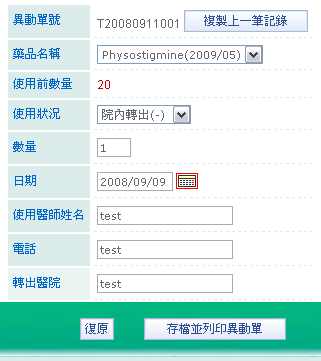 異動單號 T20080911001 複製上一筆記錄
藥品名稱 Physostigmine(2009/05)
使用前數量 20
使用狀況 院內轉出(-)
數量 1
日期 2008/09/09
使用醫師姓名 test
電話 test
轉出醫院 test
復原 存檔並列印異動單